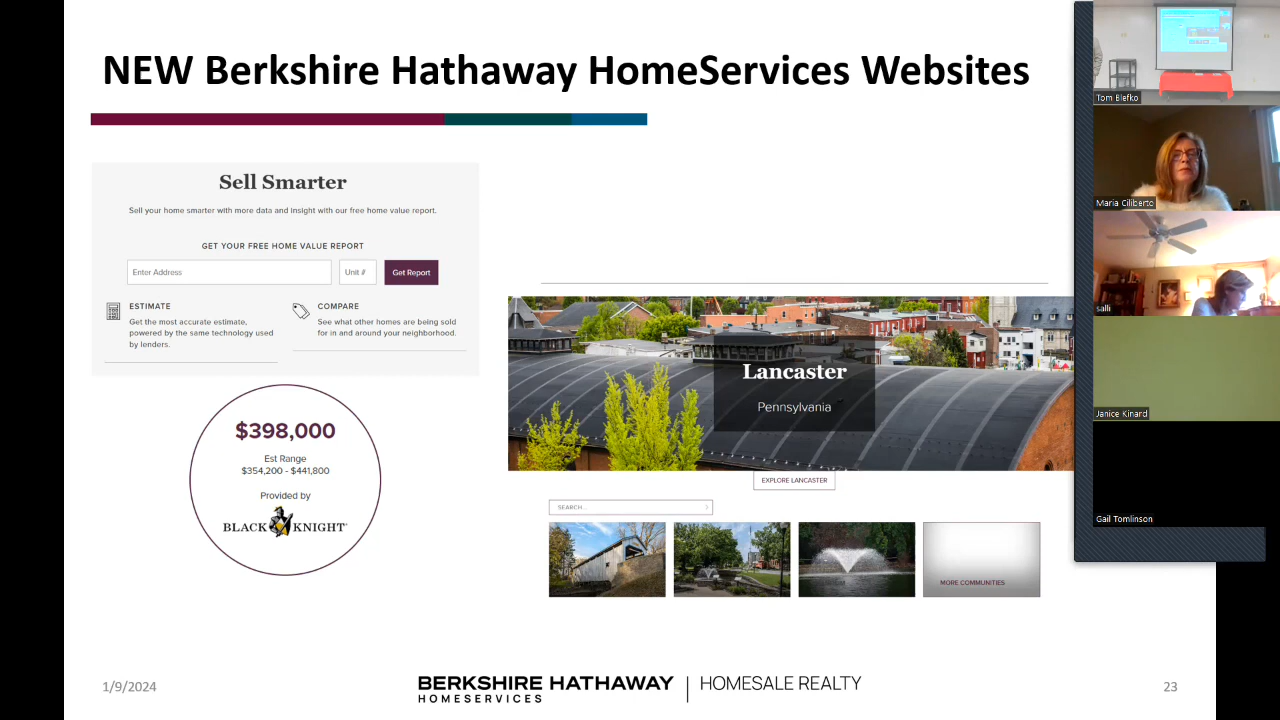 NEW Berkshire Hathaway HomeServices Websites
Sell Smarter
Sell your home smarter with more data and insight with our free home value report.
GET YOUR FREE HOME VALUE REPORT
Enter Address
Unit #
Get Report
ESTIMATE
Get the most accurate estimate,
powered by the same technology used
by lenders.
COMPARE
See what other homes are being sold
for in and around your neighborhood.
$398,000
Est Range
$354,200 - $441,800
Provided by
BLACK KNIGHT
Lancaster
Pennsylvania
EXPLORE LANCASTER
SEARCH...
MORE COMMUNITIES
1/9/2024
BERKSHIRE HATHAWAY
HOMESERVICES
HOMESALE REALTY
23
Tom Blefko
Maria Ciliberto
salli
Janice Kinard
Gail Tomlinson